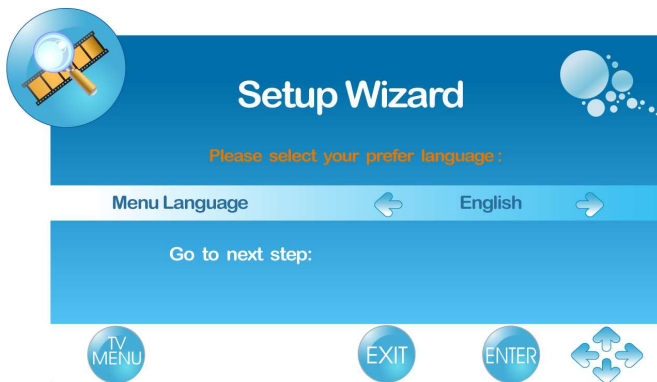 Setup Wizard
Please select your prefer language :
Menu Language English
Go to next step:
TV
MENU
EXIT
ENTER